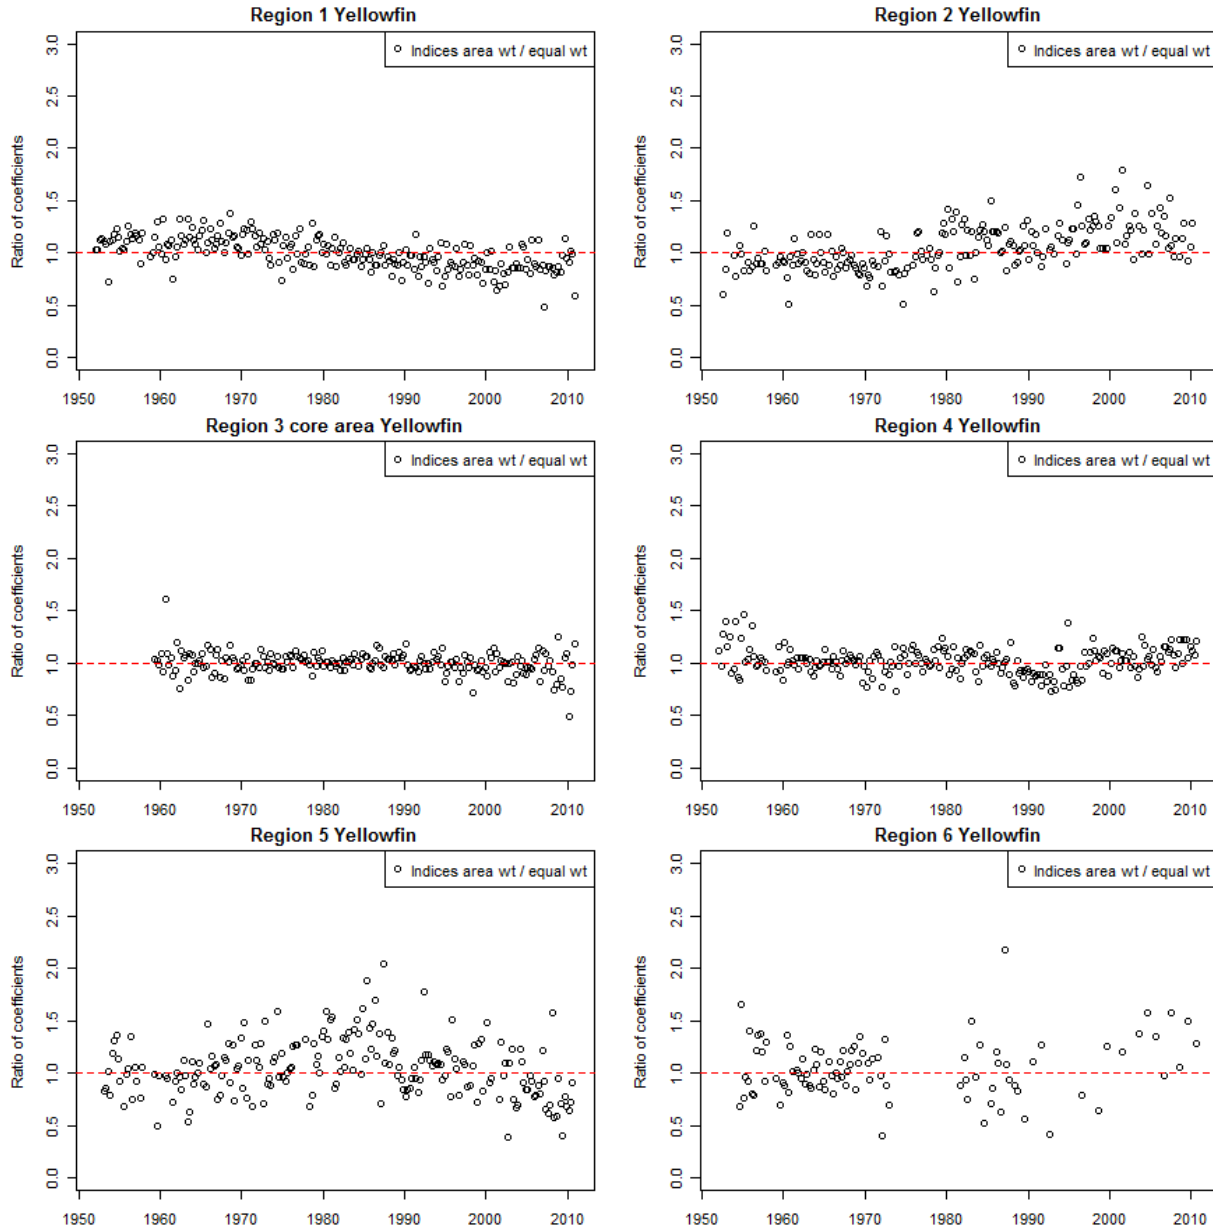 Region 1 Yellowfin
Indices area wt / equal wt
Ratio of coefficients
3.0
2.5
2.0
1.5
1.0
0.5
0.0
1950 1960 1970 1980 1990 2000 2010
Region 2 Yellowfin
Indices area wt / equal wt
Ratio of coefficients
3.0
2.5
2.0
1.5
1.0
0.5
0.0
1950 1960 1970 1980 1990 2000 2010
Region 3 core area Yellowfin
Indices area wt / equal wt
Ratio of coefficients
3.0
2.5
2.0
1.5
1.0
0.5
0.0
1950 1960 1970 1980 1990 2000 2010
Region 4 Yellowfin
Indices area wt / equal wt
Ratio of coefficients
3.0
2.5
2.0
1.5
1.0
0.5
0.0
1950 1960 1970 1980 1990 2000 2010
Region 5 Yellowfin
Indices area wt / equal wt
Ratio of coefficients
3.0
2.5
2.0
1.5
1.0
0.5
0.0
1950 1960 1970 1980 1990 2000 2010
Region 6 Yellowfin
Indices area wt / equal wt
Ratio of coefficients
3.0
2.5
2.0
1.5
1.0
0.5
0.0
1950 1960 1970 1980 1990 2000 2010